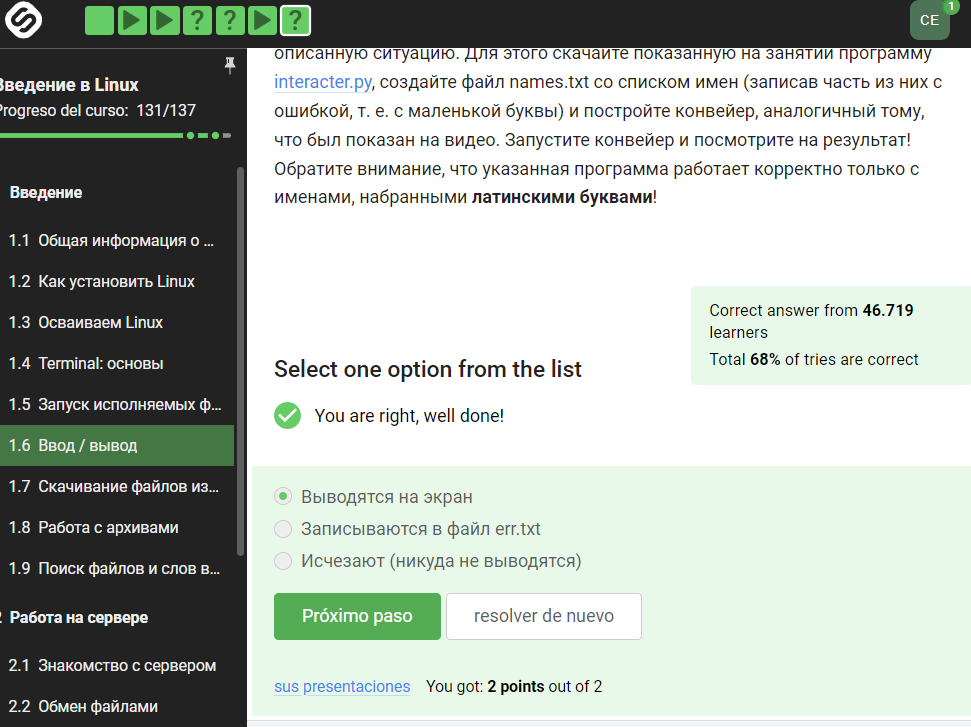 CE
1
Введение в Linux
Progreso del curso: 131/137
Введение
1.1 Общая информация о ...
1.2 Как установить Linux
1.3 Осваиваем Linux
1.4 Terminal: основы
1.5 Запуск исполняемых ф...
1.6 Ввод / вывод
1.7 Скачивание файлов из...
1.8 Работа с архивами
1.9 Поиск файлов и слов в...
2 Работа на сервере
2.1 Знакомство с сервером
2.2 Обмен файлами
описанную ситуацию. Для этого скачайте показанную на занятии программу
interacter.py, создайте файл names.txt со списком имен (записав часть из них с
ошибкой, т. е. с маленькой буквы) и постройте конвейер, аналогичный тому,
что был показан на видео. Запустите конвейер и посмотрите на результат!
Обратите внимание, что указанная программа работает корректно только с
именами, набранными латинскими буквами!
Correct answer from 46.719
learners
Total 68% of tries are correct
Select one option from the list
You are right, well done!
Выводятся на экран
Записываются в файл err.txt
Исчезают (никуда не выводятся)
Próximo paso
resolver de nuevo
sus presentaciones You got: 2 points out of 2